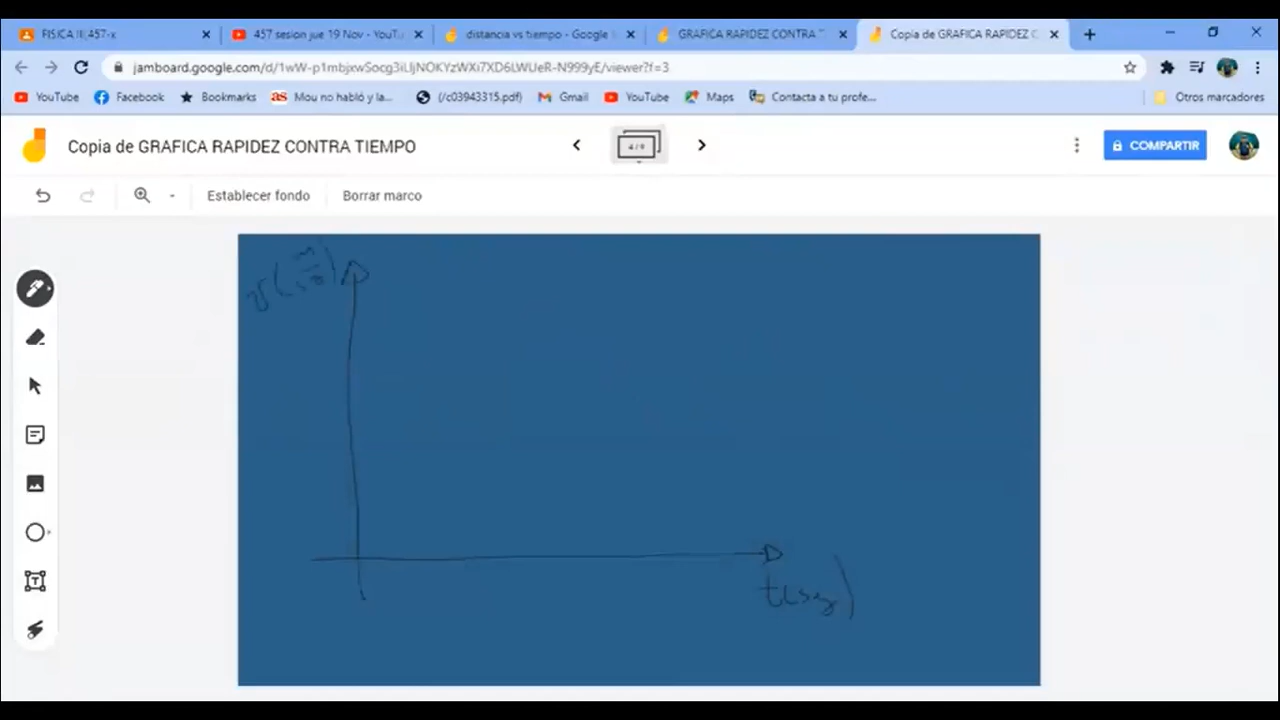 FISICA II,457-x
457 sesion jue 19 Nov - YouTu
distancia vs tiempo - Google
GRAFICA RAPIDEZ CONTRA T
Copia de GRAFICA RAPIDEZ C
jamboard.google.com/d/1wW-p1mbjxwSocg3iLIjNOKYzWXi7XD6LWUeR-N999yE/viewer?f=3
YouTube
Facebook
Bookmarks
as Mou no habló y la...
(/c03943315.pdf)
Gmail
YouTube
Maps
Contacta a tu profe...
Otros marcadores
Copia de GRAFICA RAPIDEZ CONTRA TIEMPO
4 / 9
COMPARTIR
Establecer fondo
Borrar marco
v(m/s)
t(seg)